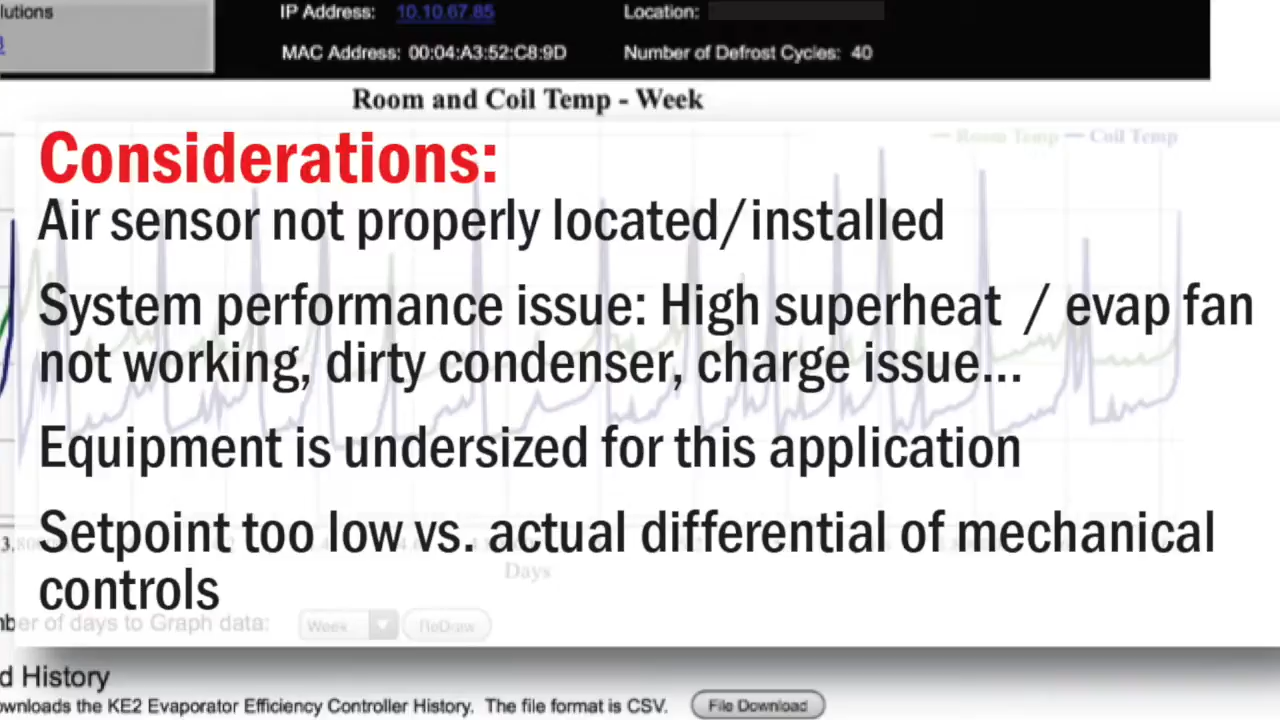 lutions
IP Address: 10.10.67.85
Location:
MAC Address: 00:04:A3:52:C8:9D
Number of Defrost Cycles: 40
Room and Coil Temp - Week
Room Temp
Coil Temp
Considerations:
Air sensor not properly located/installed
System performance issue: High superheat / evap fan
not working, dirty condenser, charge issue...
Equipment is undersized for this application
Setpoint too low vs. actual differential of mechanical
controls
Days
ber of days to Graph data:
Week
ReDraw
d History
ownloads the KE2 Evaporator Efficiency Controller History. The file format is CSV.
File Download